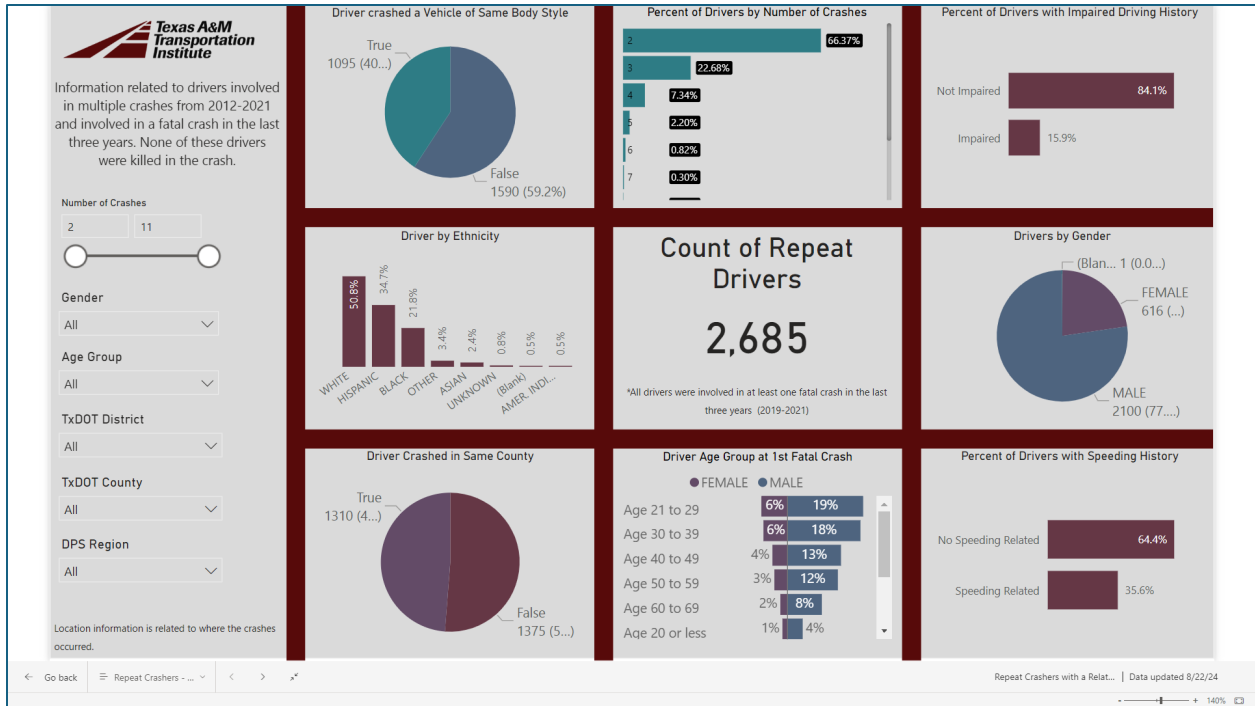 Texas A&M
Transportation
Institute
Information related to drivers involved
in multiple crashes from 2012-2021
and involved in a fatal crash in the last
three years. None of these drivers
were killed in the crash.
Number of Crashes
2 11
Gender
All
Age Group
All
TxDOT District
All
TxDOT County
All
DPS Region
All
Location information is related to where the crashes
occurred.
Driver crashed a Vehicle of Same Body Style
True
1095 (40...)
False
1590 (59.2%)
Percent of Drivers by Number of Crashes
2 66.37%
3 22.68%
4 7.34%
5 2.20%
6 0.82%
7 0.30%
Percent of Drivers with Impaired Driving History
Not Impaired 84.1%
Impaired 15.9%
Driver by Ethnicity
50.8% 34.7% 21.8% 3.4% 2.4% 0.8% 0.5% 0.5%
WHITE HISPANIC BLACK OTHER ASIAN UNKNOWN (Blank) AMER. INDI...
Count of Repeat
Drivers
2,685
*All drivers were involved in at least one fatal crash in the last
three years (2019-2021)
Drivers by Gender
(Blan... 1 (0.0...)
FEMALE
616 (...)
MALE
2100 (77....)
Driver Crashed in Same County
True
1310 (4...)
False
1375 (5...)
Driver Age Group at 1st Fatal Crash
FEMALE MALE
Age 21 to 29 6% 19%
Age 30 to 39 6% 18%
Age 40 to 49 4% 13%
Age 50 to 59 3% 12%
Age 60 to 69 2% 8%
Age 20 or less 1% 4%
Percent of Drivers with Speeding History
No Speeding Related 64.4%
Speeding Related 35.6%
Go back Repeat Crashers - ... Repeat Crashers with a Relat... | Data updated 8/22/24
- + 140%